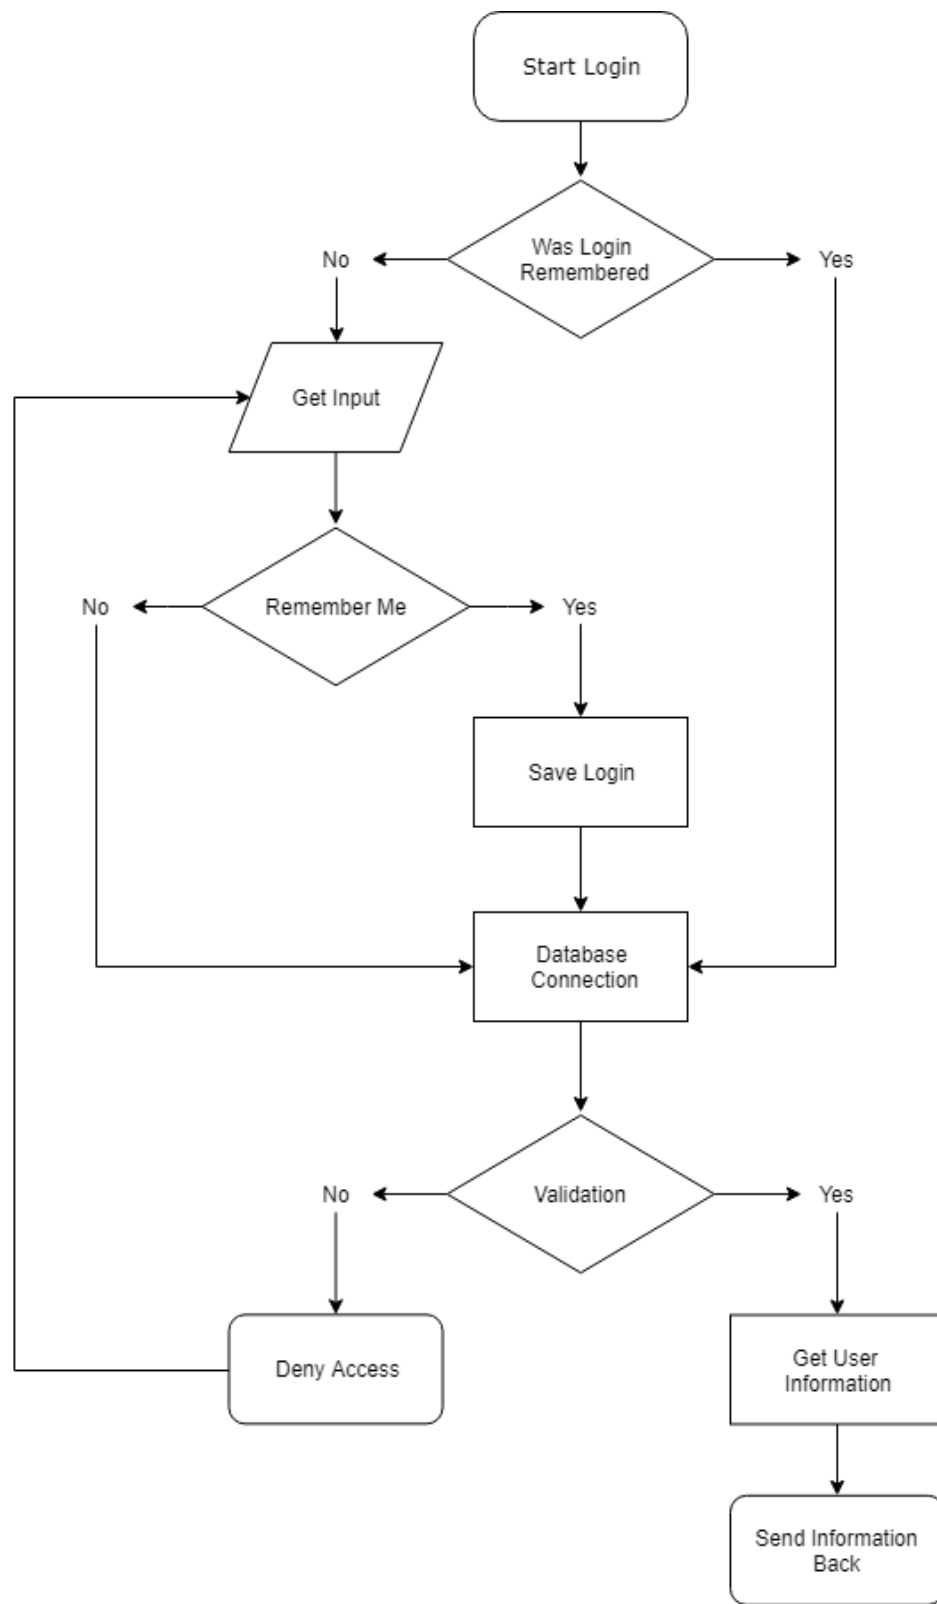 Start Login
Was Login
Remembered
No
Yes
Get Input
Remember Me
No
Yes
Save Login
Database
Connection
Validation
No
Yes
Deny Access
Get User
Information
Send Information
Back